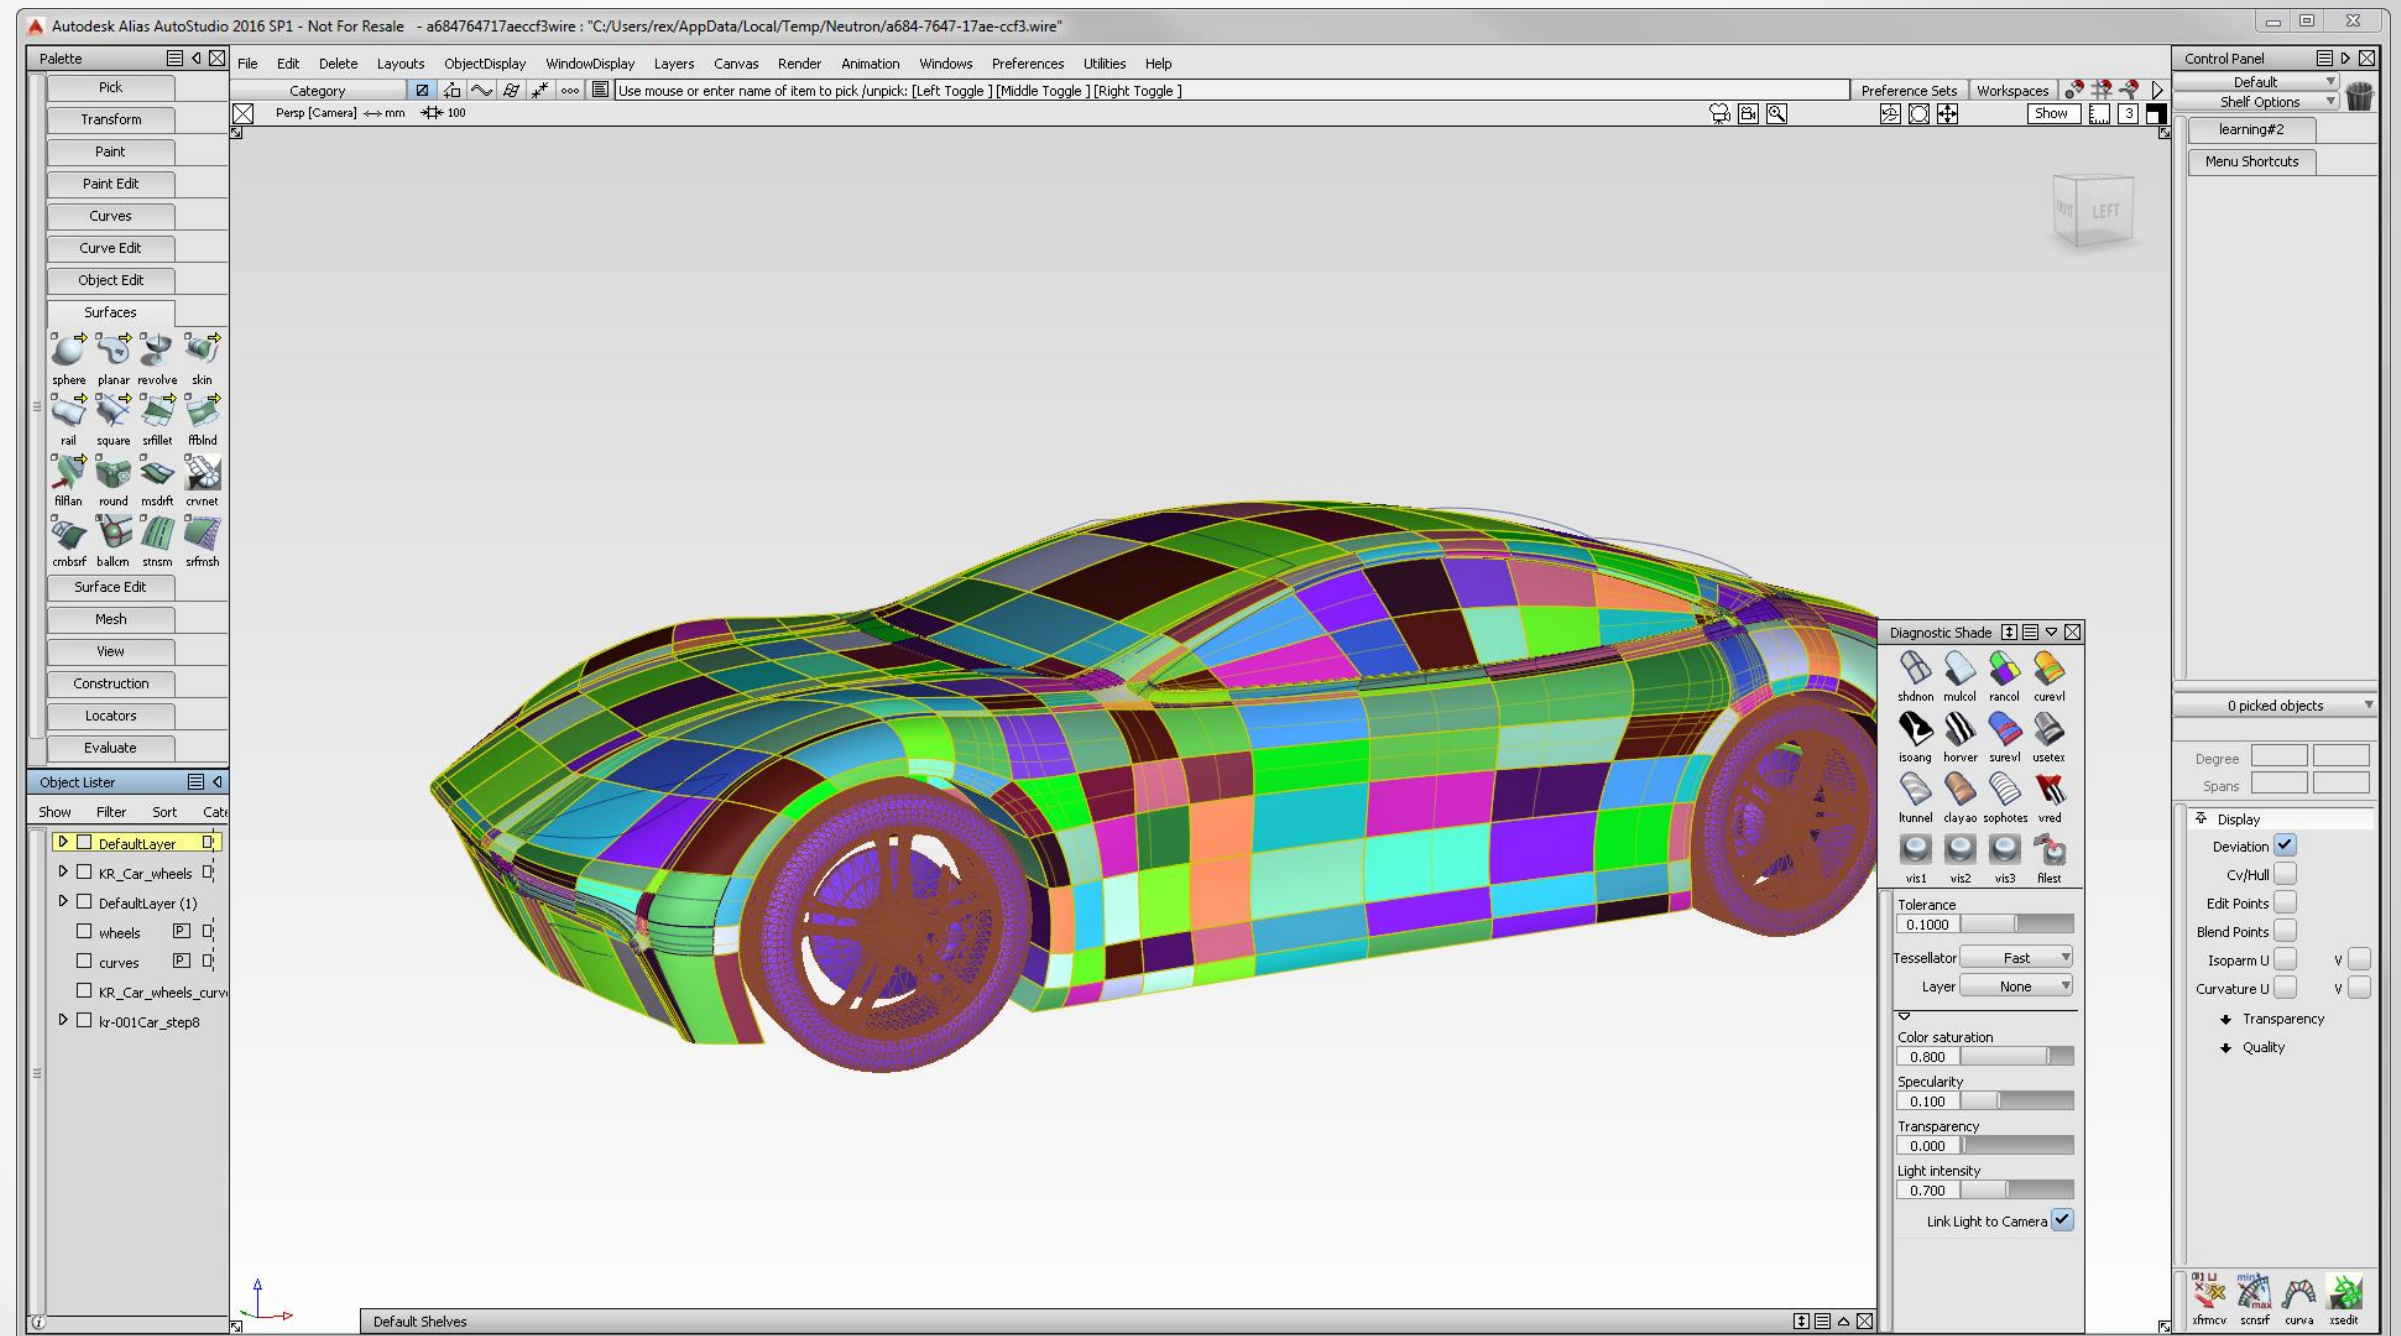 Autodesk Alias AutoStudio 2016 SP1 - Not For Resale - a684764717aeccf3wire : "C:/Users/rex/AppData/Local/Temp/Neutron/a684-7647-17ae-ccf3.wire"
Palette
File Edit Delete Layouts ObjectDisplay WindowDisplay Layers Canvas Render Animation Windows Preferences Utilities Help
Category
Use mouse or enter name of item to pick /unpick: [Left Toggle ] [Middle Toggle ] [Right Toggle ]
Preference Sets Workspaces
Persp [Camera] mm 100
Show 3
Pick
Transform
Paint
Paint Edit
Curves
Curve Edit
Object Edit
Surfaces
sphere planar revolve skin
rail square srfillet ffblnd
filflan round msdrft crvnet
cmbsrf ballcrn stnsm srfmsh
Surface Edit
Mesh
View
Construction
Locators
Evaluate
Object Lister
Show Filter Sort Cate
DefaultLayer
KR_Car_wheels
DefaultLayer (1)
wheels P
curves P
KR_Car_wheels_curv
kr-001Car_step8
LEFT
Default Shelves
Diagnostic Shade
shdnon mulcol rancol curevl
isoang horver surevl usetex
ltunnel clayao sophotes vred
vis1 vis2 vis3 filest
Tolerance
0.1000
Tessellator Fast
Layer None
Color saturation
0.800
Specularity
0.100
Transparency
0.000
Light intensity
0.700
Link Light to Camera
Control Panel
Default
Shelf Options
learning#2
Menu Shortcuts
0 picked objects
Degree
Spans
Display
Deviation
Cv/Hull
Edit Points
Blend Points
Isoparm U V
Curvature U V
Transparency
Quality
min
max
xfrmcv scnsrf curva xsedit